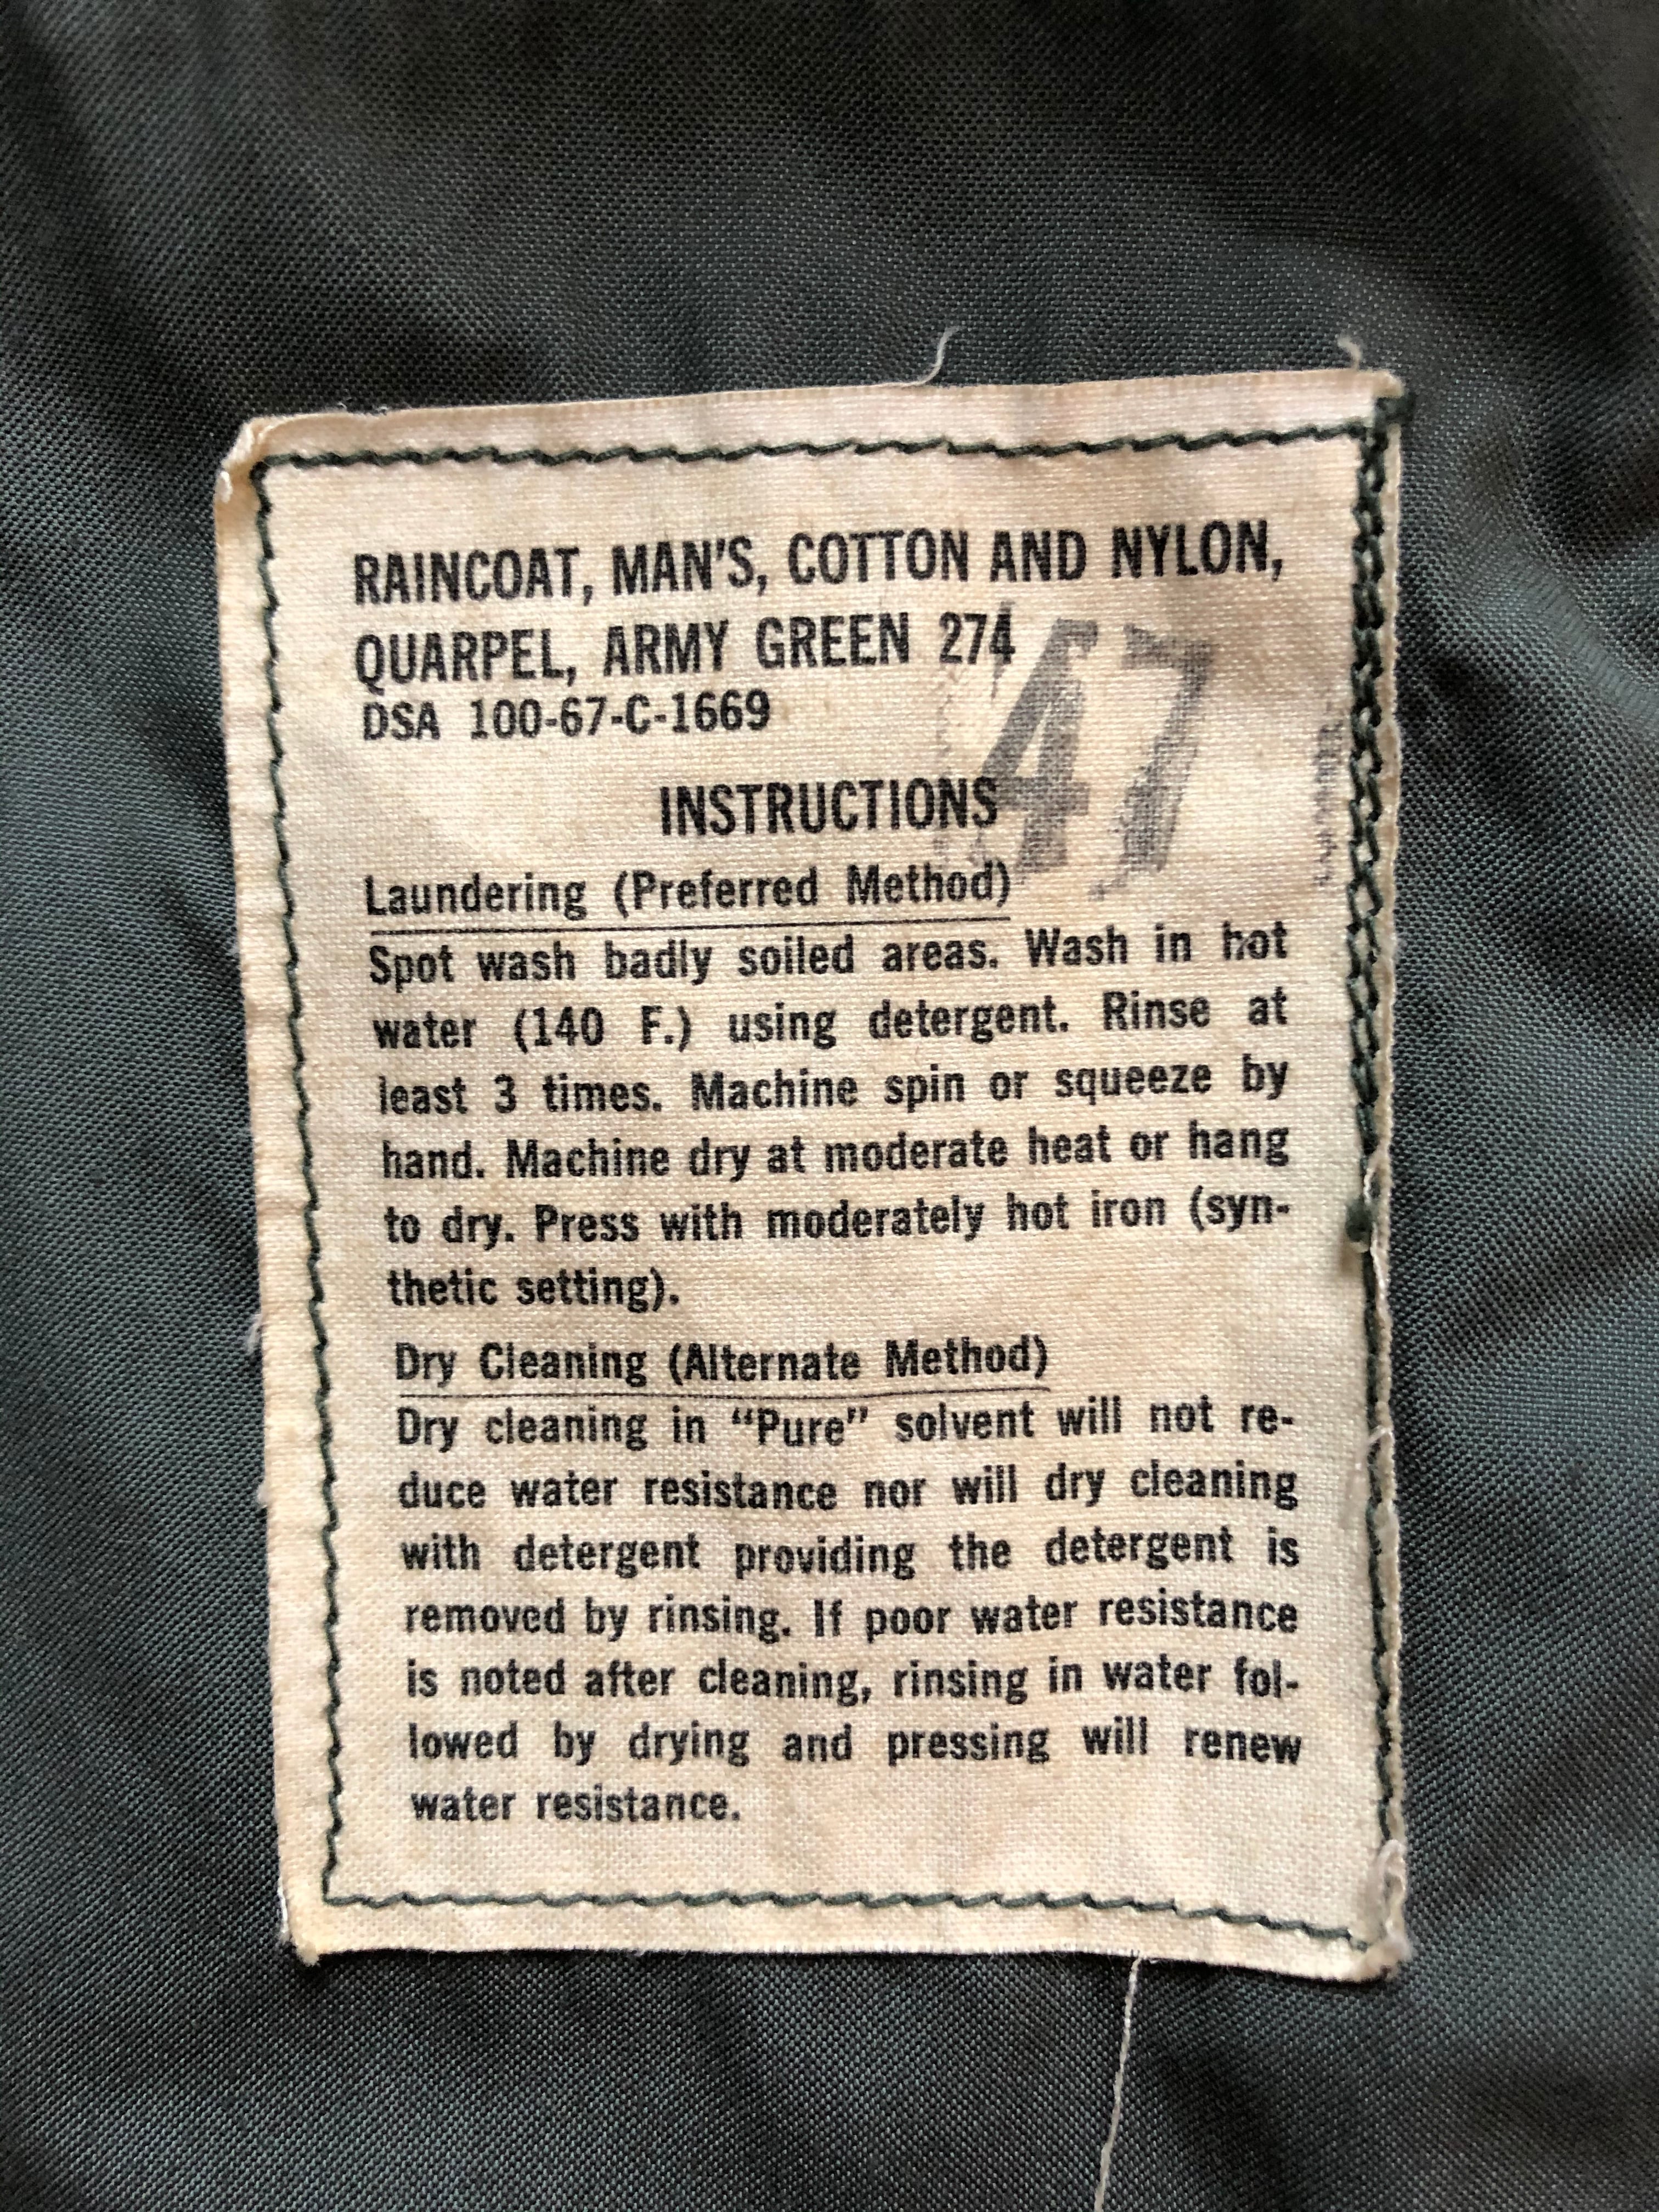 RAINCOAT, MAN'S, COTTON AND NYLON,
QUARPEL, ARMY GREEN 274
DSA 100-67-C-1669
47
INSTRUCTIONS
Laundering (Preferred Method)
Spot wash badly soiled areas. Wash in hot
water (140 F.) using detergent. Rinse at
least 3 times. Machine spin or squeeze by
hand. Machine dry at moderate heat or hang
to dry. Press with moderately hot iron (syn-
thetic setting).
Dry Cleaning (Alternate Method)
Dry cleaning in “Pure” solvent will not re-
duce water resistance nor will dry cleaning
with detergent providing the detergent is
removed by rinsing. If poor water resistance
is noted after cleaning, rinsing in water fol-
lowed by drying and pressing will renew
water resistance.